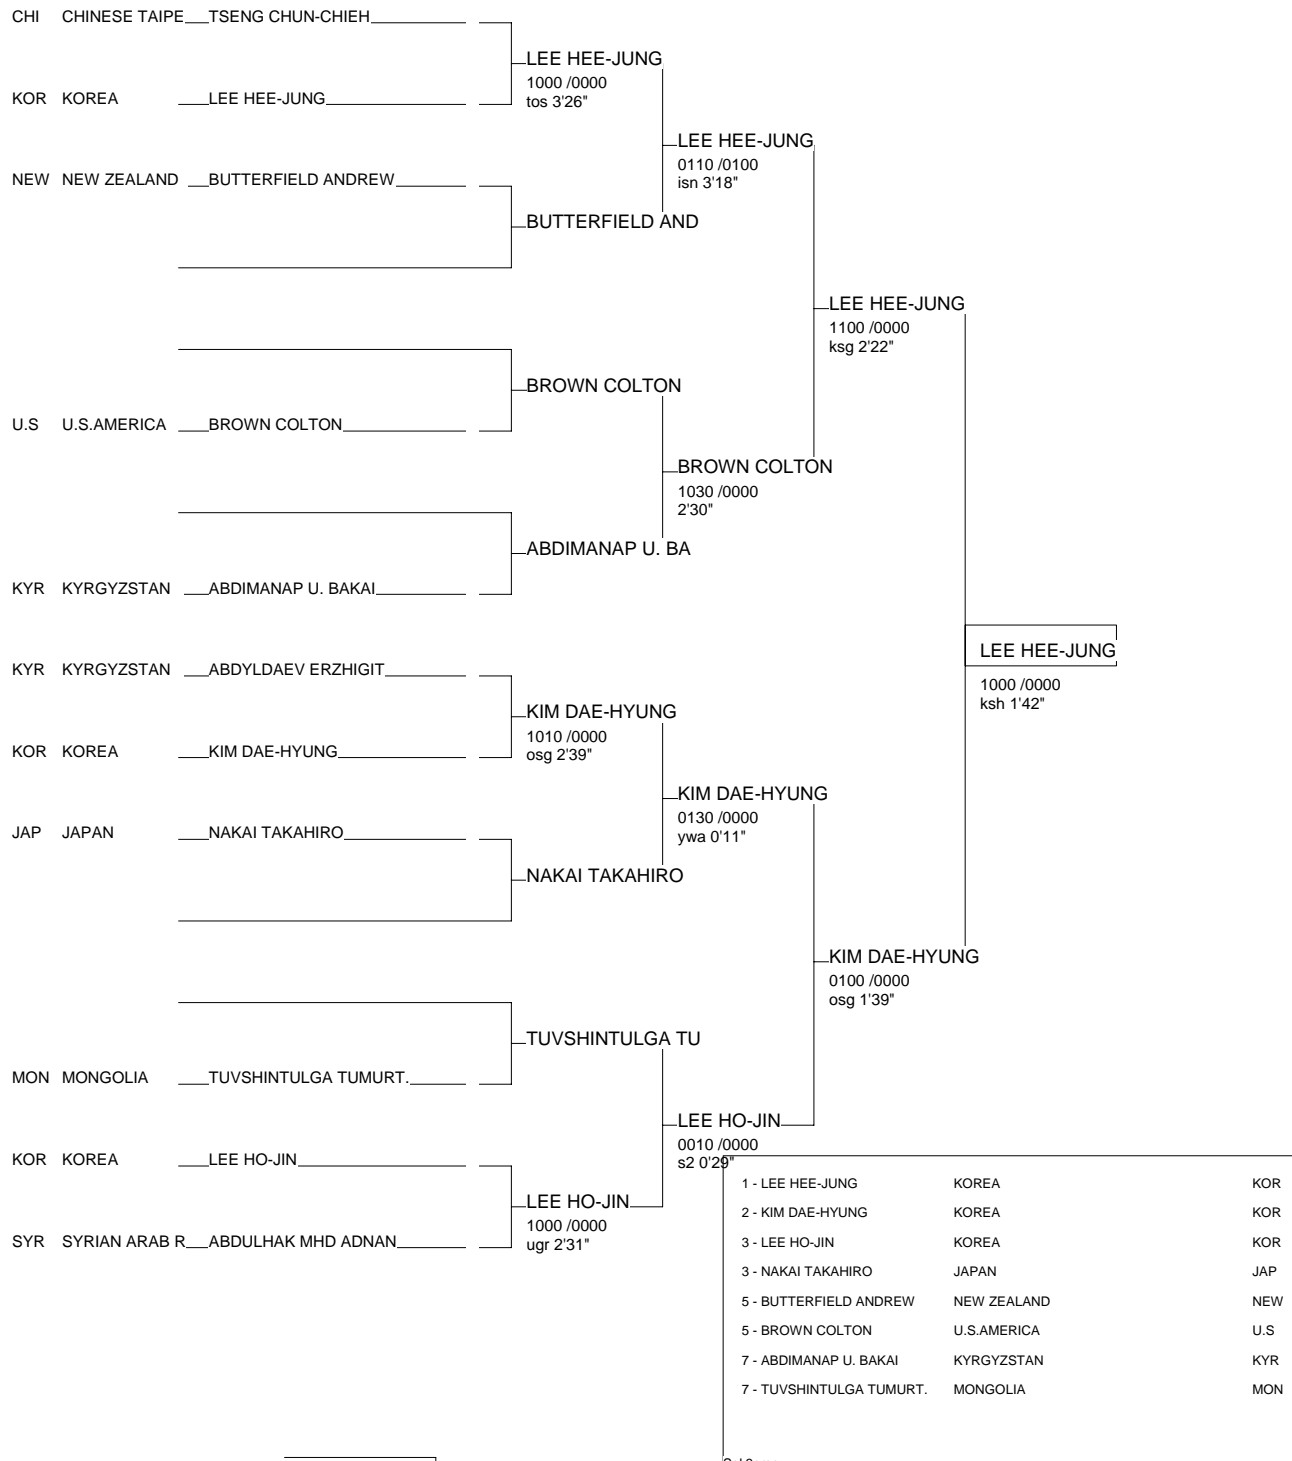 CHI CHINESE TAIPE TSENG CHUN-CHIEH
LEE HEE-JUNG
1000 /0000
tos 3'26"
KOR KOREA LEE HEE-JUNG
LEE HEE-JUNG
0110 /0100
isn 3'18"
NEW NEW ZEALAND BUTTERFIELD ANDREW
BUTTERFIELD AND
LEE HEE-JUNG
1100 /0000
ksg 2'22"
BROWN COLTON
U.S U.S.AMERICA BROWN COLTON
BROWN COLTON
1030 /0000
2'30"
ABDIMANAP U. BA
KYR KYRGYZSTAN ABDIMANAP U. BAKAI
LEE HEE-JUNG
1000 /0000
ksh 1'42"
KYR KYRGYZSTAN ABDYLDAEV ERZHIGIT
KIM DAE-HYUNG
1010 /0000
osg 2'39"
KOR KOREA KIM DAE-HYUNG
KIM DAE-HYUNG
0130 /0000
ywa 0'11"
JAP JAPAN NAKAI TAKAHIRO
NAKAI TAKAHIRO
KIM DAE-HYUNG
0100 /0000
osg 1'39"
TUVSHINTULGA TU
MON MONGOLIA TUVSHINTULGA TUMURT.
LEE HO-JIN
0010 /0000
s2 0'29"
KOR KOREA LEE HO-JIN
LEE HO-JIN
1000 /0000
ugr 2'31"
SYR SYRIAN ARAB R ABDULHAK MHD ADNAN
1 - LEE HEE-JUNG KOREA KOR
2 - KIM DAE-HYUNG KOREA KOR
3 - LEE HO-JIN KOREA KOR
3 - NAKAI TAKAHIRO JAPAN JAP
5 - BUTTERFIELD ANDREW NEW ZEALAND NEW
5 - BROWN COLTON U.S.AMERICA U.S
7 - ABDIMANAP U. BAKAI KYRGYZSTAN KYR
7 - TUVSHINTULGA TUMURT. MONGOLIA MON